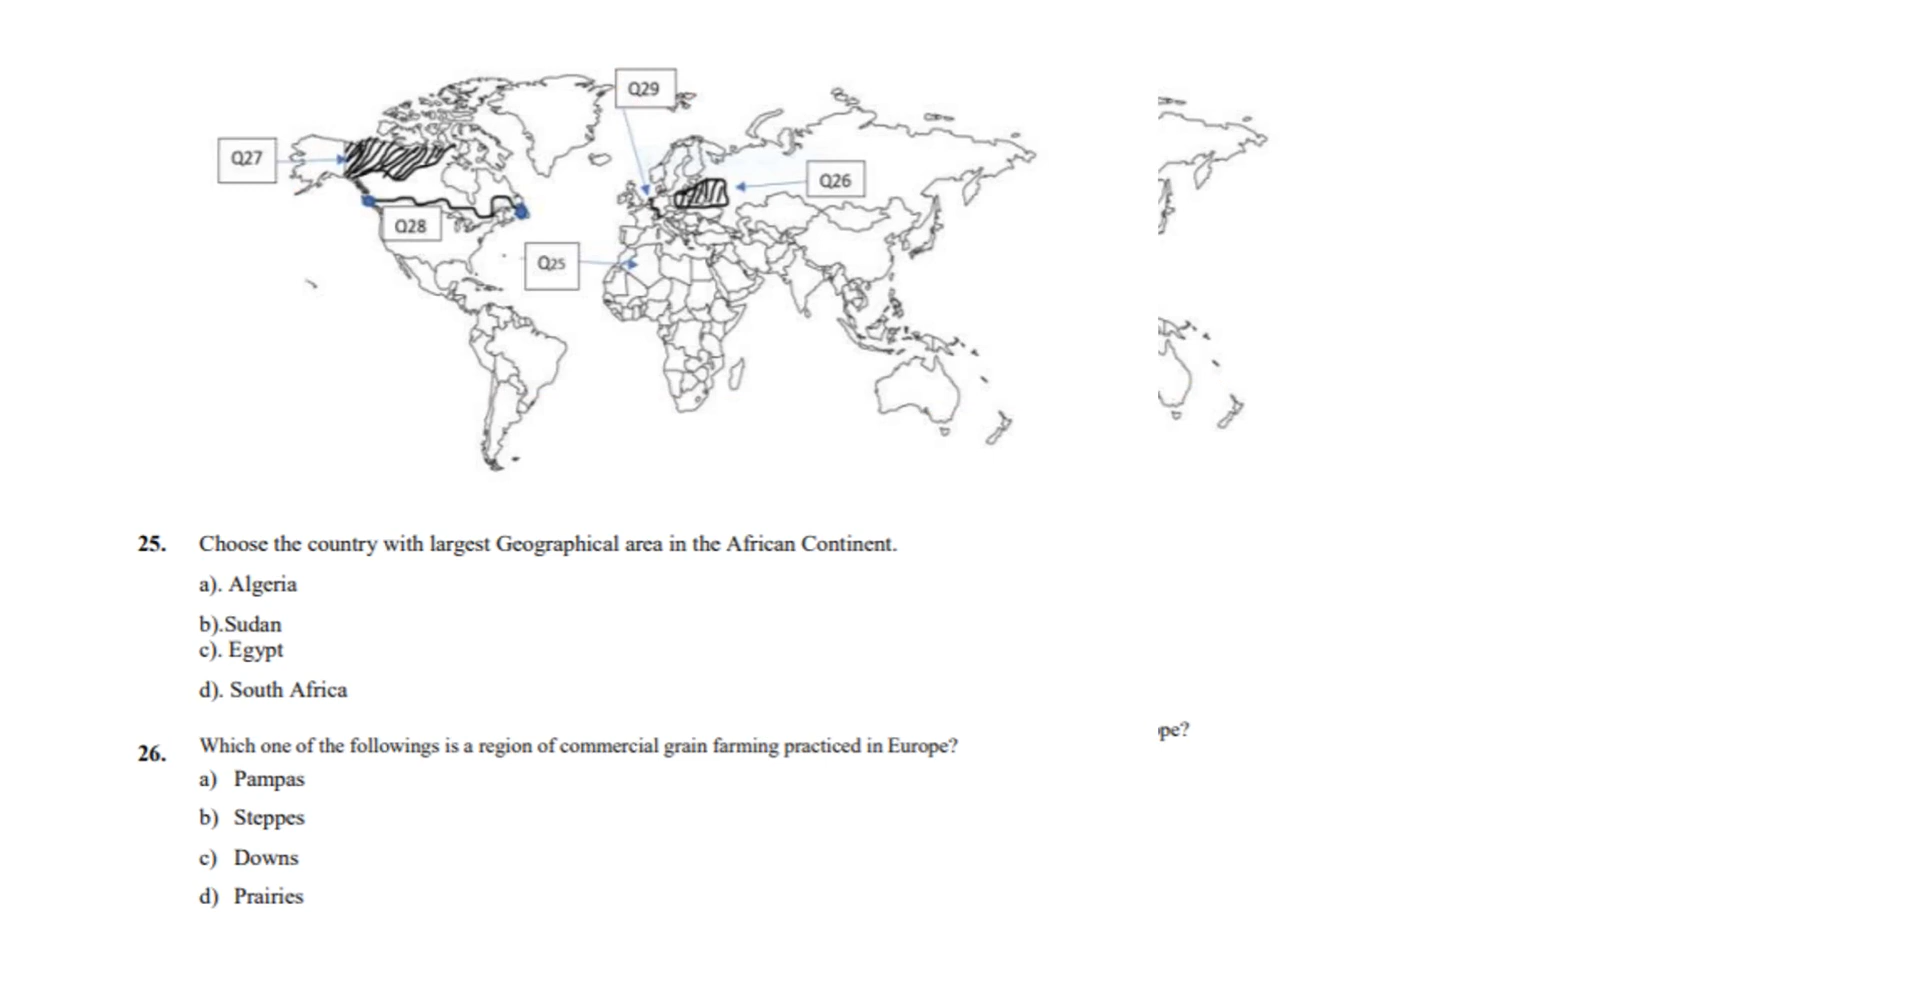 Q29
Q27
Q26
Q28
Q25
25. Choose the country with largest Geographical area in the African Continent.
a). Algeria
b).Sudan
c). Egypt
d). South Africa
26. Which one of the followings is a region of commercial grain farming practiced in Europe?
pe?
a) Pampas
b) Steppes
c) Downs
d) Prairies